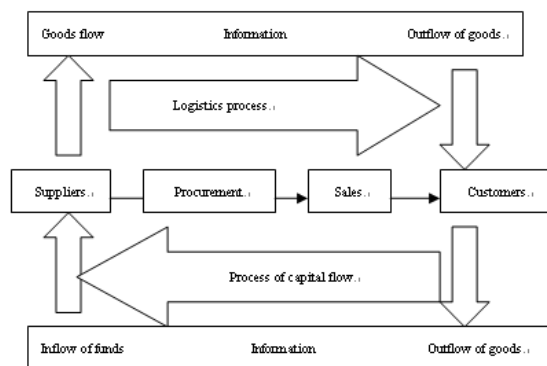 Goods flow Information Outflow of goods.
Logistics process.
Suppliers. Procurement. Sales. Customers.
Process of capital flow.
Inflow of funds Information Outflow of goods.